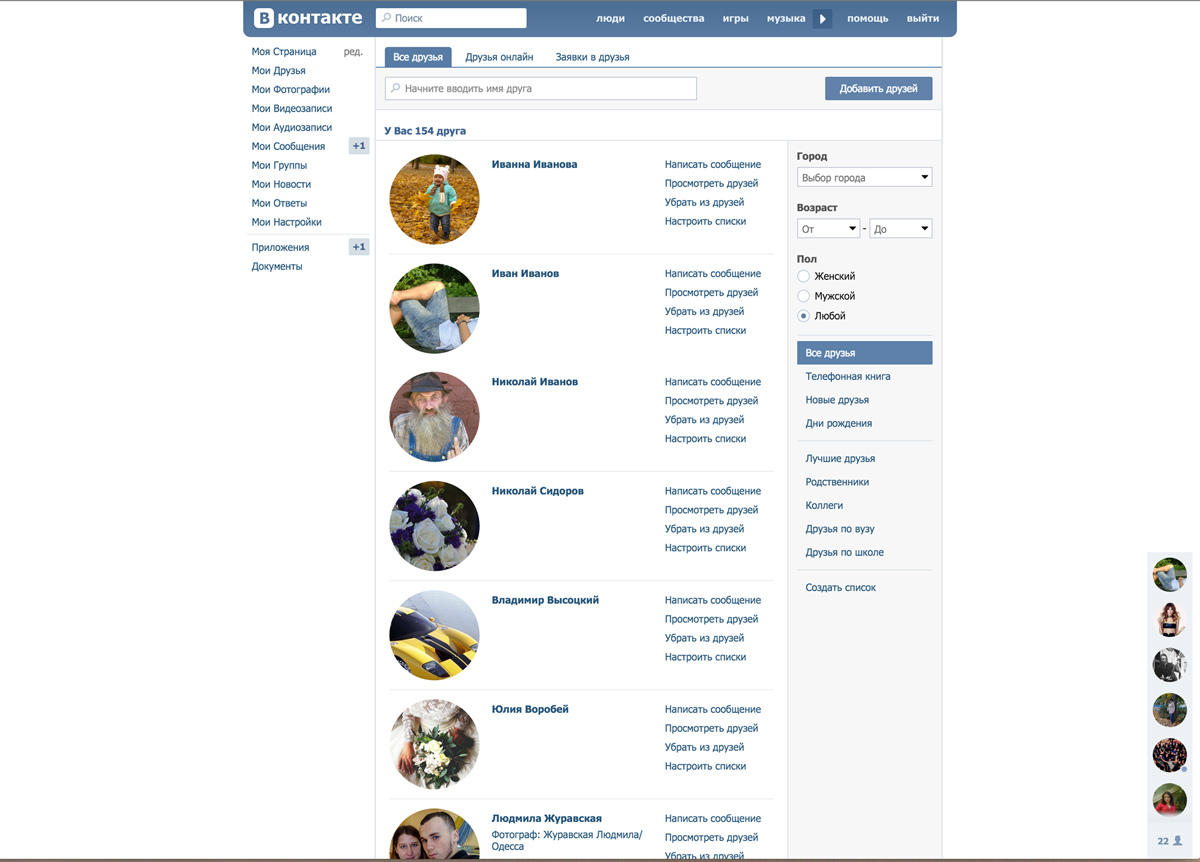 В контакте
Поиск
люди
сообщества
игры
музыка
помощь
выйти
Моя Страница
ред.
Мои Друзья
Мои Фотографии
Мои Видеозаписи
Мои Аудиозаписи
Мои Сообщения
+1
Мои Группы
Мои Новости
Мои Ответы
Мои Настройки
Приложения
+1
Документы
Все друзья
Друзья онлайн
Заявки в друзья
Начните вводить имя друга
Добавить друзей
У Вас 154 друга
Иванна Иванова
Написать сообщение
Просмотреть друзей
Убрать из друзей
Настроить списки
Иван Иванов
Написать сообщение
Просмотреть друзей
Убрать из друзей
Настроить списки
Николай Иванов
Написать сообщение
Просмотреть друзей
Убрать из друзей
Настроить списки
Николай Сидоров
Написать сообщение
Просмотреть друзей
Убрать из друзей
Настроить списки
Владимир Высоцкий
Написать сообщение
Просмотреть друзей
Убрать из друзей
Настроить списки
Юлия Воробей
Написать сообщение
Просмотреть друзей
Убрать из друзей
Настроить списки
Людмила Журавская
Фотограф: Журавская Людмила/
Одесса
Написать сообщение
Просмотреть друзей
Убрать из друзей
Город
Выбор города
Возраст
От
-
До
Пол
Женский
Мужской
Любой
Все друзья
Телефонная книга
Новые друзья
Дни рождения
Лучшие друзья
Родственники
Коллеги
Друзья по вузу
Друзья по школе
Создать список
22